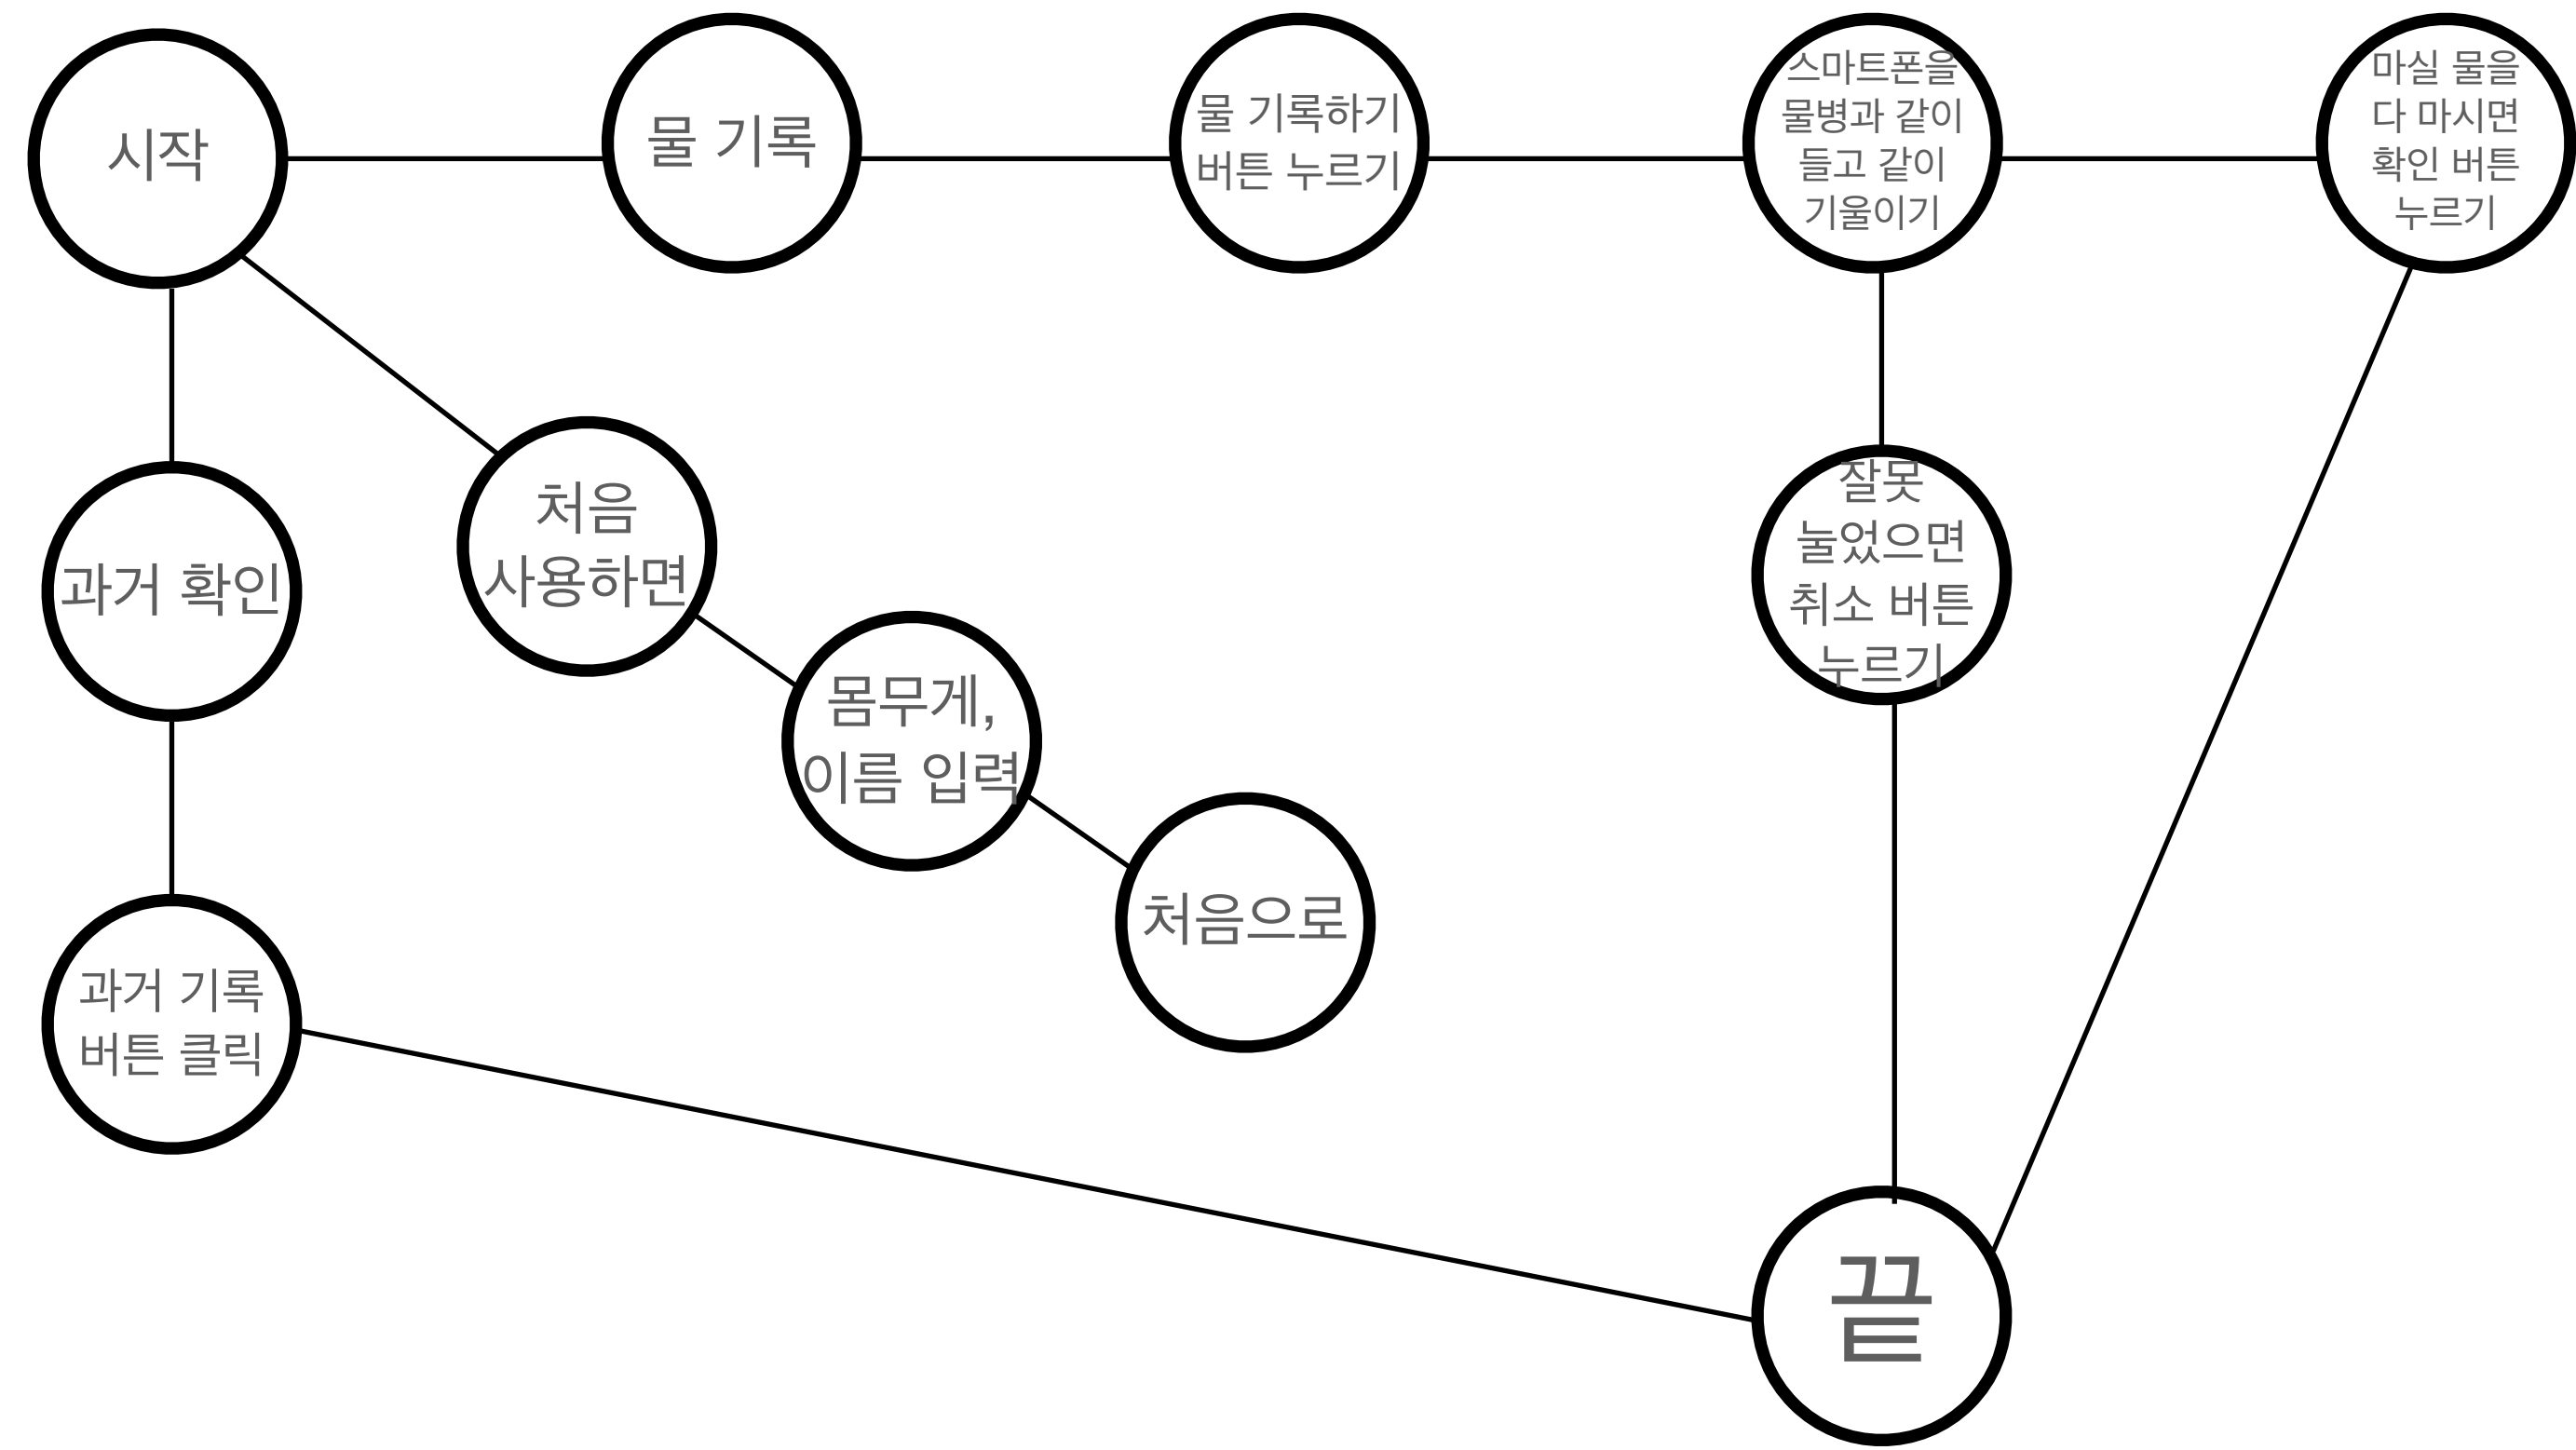 시작
물 기록
물 기록하기
버튼 누르기
스마트폰을
물병과 같이
들고 같이
기울이기
마실 물을
다 마시면
확인 버튼
누르기
과거 확인
처음
사용하면
몸무게,
이름 입력
처음으로
잘못
눌었으면
취소 버튼
누르기
과거 기록
버튼 클릭
끝